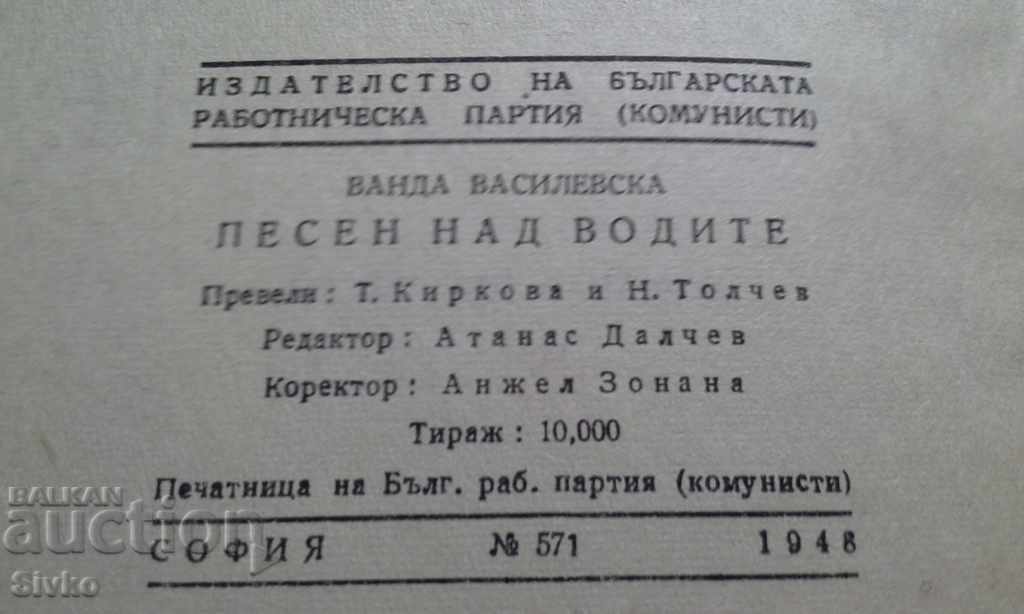 ИЗДАТЕЛСТВО НА БЪЛГАРСКАТА
РАБОТНИЧЕСКА ПАРТИЯ (КОМУНИСТИ)
ВАНДА ВАСИЛЕВСКА
ПЕСЕН НАД ВОДИТЕ
Превели: Т. Киркова и Н. Толчев
Редактор: Атанас Далчев
Коректор: Анжел Зонана
Тираж: 10,000
Печатница на Бълг. раб. партия (комунисти)
СОФИЯ № 571 1948
BALKAN
auction
Sivko